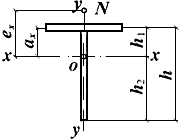 y N
eₓ aₓ h₁
x o x h
h₂
y